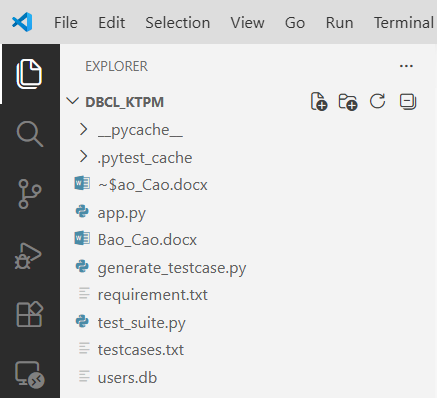 File Edit Selection View Go Run Terminal
EXPLORER
DBCL_KTPM
__pycache__
.pytest_cache
~$ao_Cao.docx
app.py
Bao_Cao.docx
generate_testcase.py
requirement.txt
test_suite.py
testcases.txt
users.db